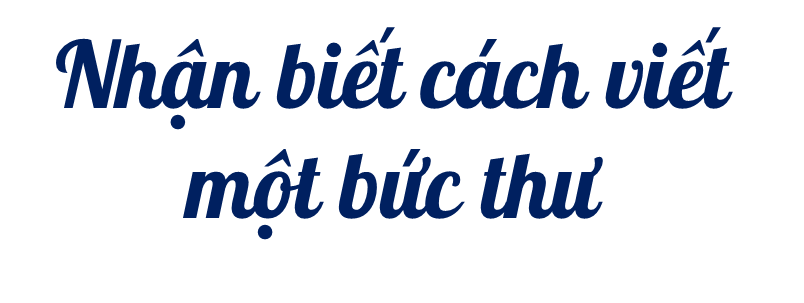 Nhận biết cách viết
một bức thư